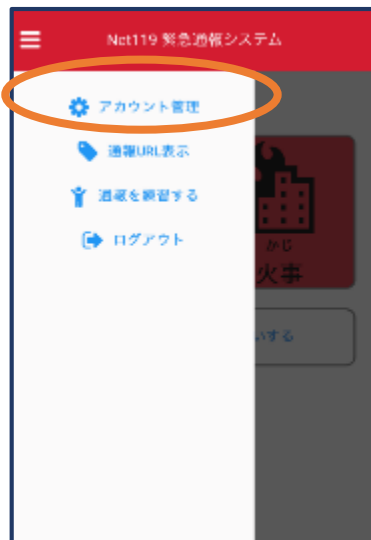 Net119 緊急通報システム
アカウント管理
通報URL表示
通報を練習する
ログアウト
かじ
火事
いする